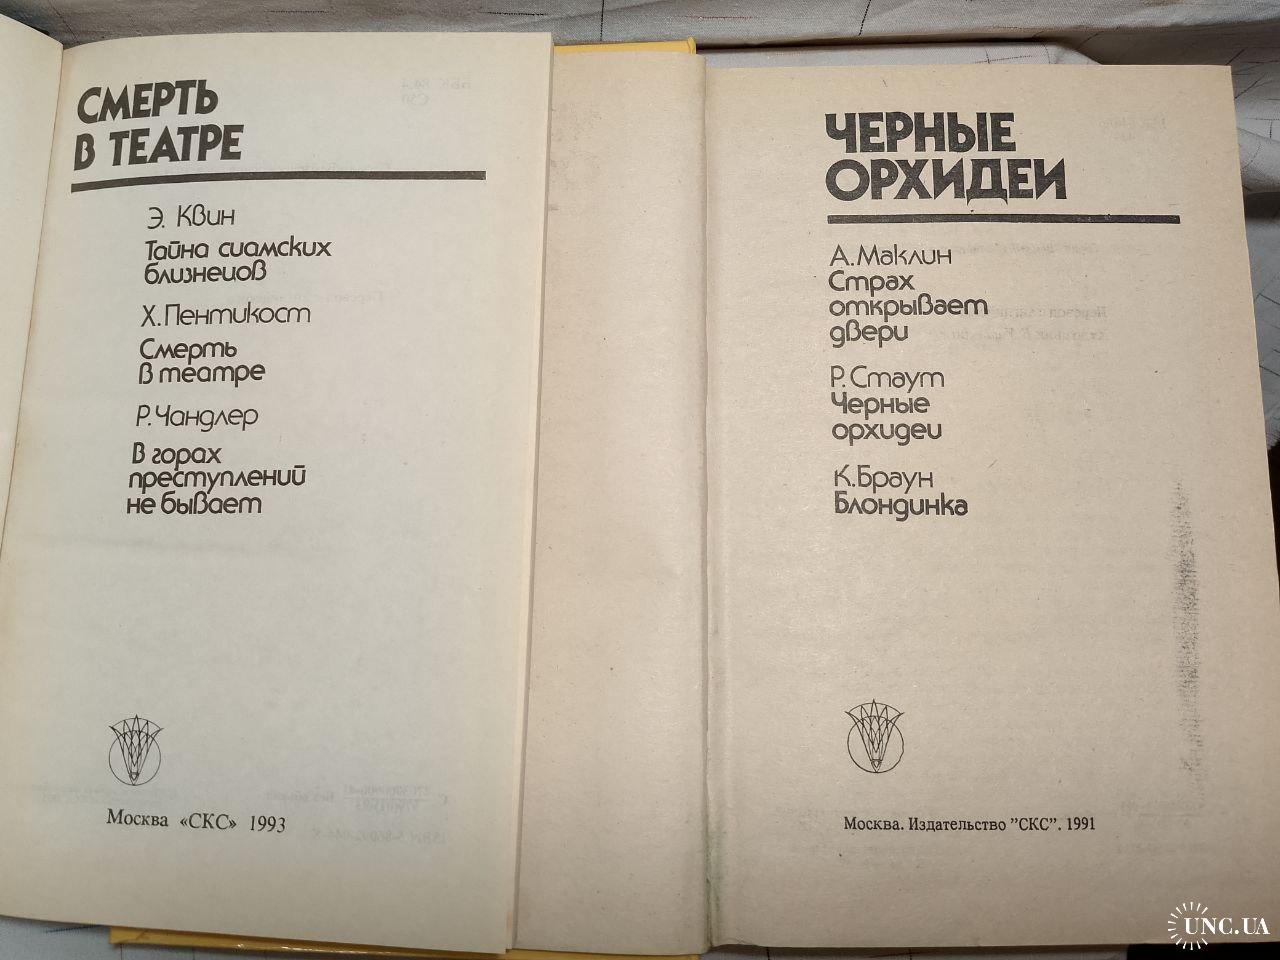 СМЕРТЬ
В ТЕАТРЕ
Э. Квин
Тайна сиамских
близнецов
Х. Пентикост
Смерть
в театре
Р. Чандлер
В горах
преступлений
не бывает
Москва «СКС» 1993
ЧЕРНЫЕ
ОРХИДЕИ
А. Маклин
Страх
открывает
двери
Р. Стаут
Черные
орхидеи
К. Браун
Блондинка
Москва. Издательство "СКС". 1991
UNC.UA